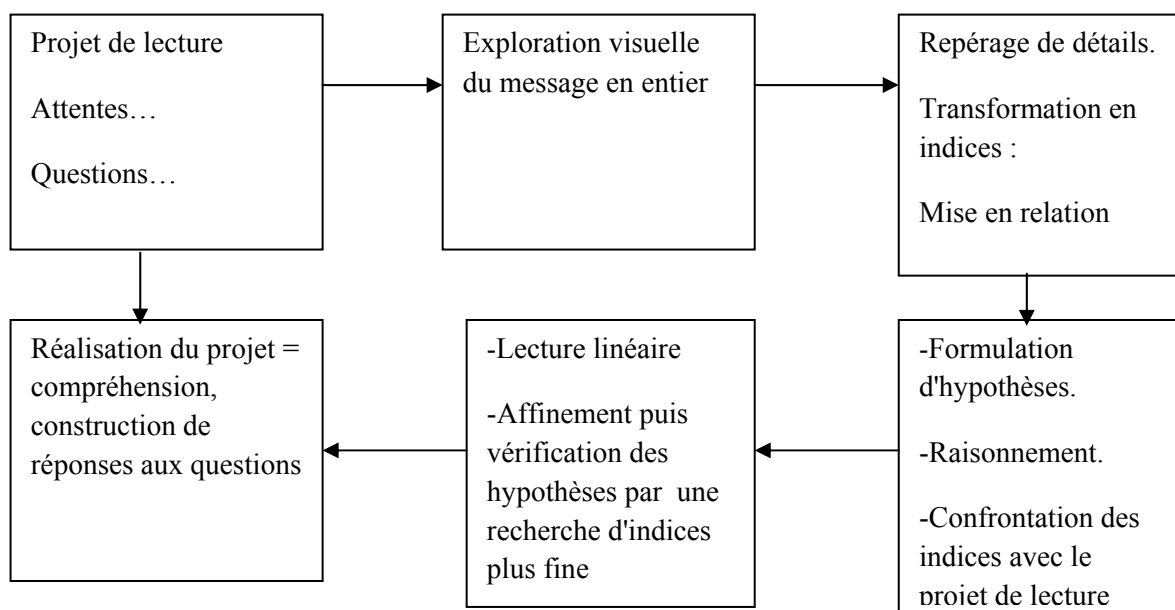 Projet de lecture
Attentes…
Questions…
Exploration visuelle
du message en entier
Repérage de détails.
Transformation en
indices :
Mise en relation
-Formulation
d'hypothèses.
-Raisonnement.
-Confrontation des
indices avec le
projet de lecture
-Lecture linéaire
-Affinement puis
vérification des
hypothèses par une
recherche d'indices
plus fine
Réalisation du projet =
compréhension,
construction de
réponses aux questions